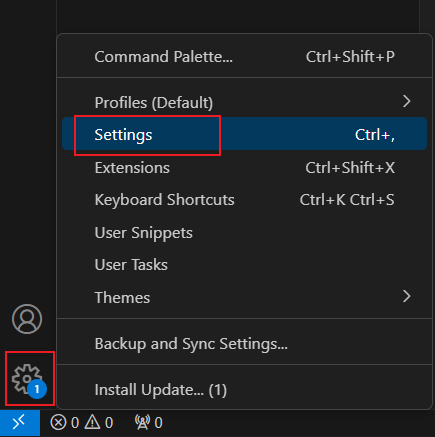 Command Palette... Ctrl+Shift+P
Profiles (Default)
Settings Ctrl+,
Extensions Ctrl+Shift+X
Keyboard Shortcuts Ctrl+K Ctrl+S
User Snippets
User Tasks
Themes
Backup and Sync Settings...
Install Update... (1)
1
0 0 0